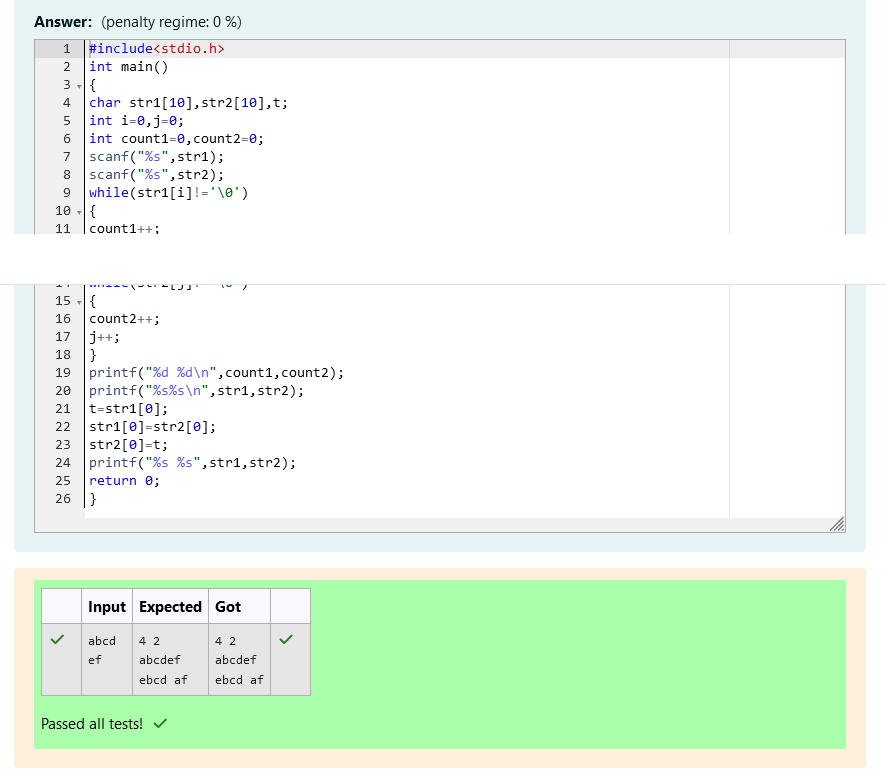 Answer: (penalty regime: 0 %)
1 #include<stdio.h>
2 int main()
3 {
4 char str1[10],str2[10],t;
5 int i=0,j=0;
6 int count1=0,count2=0;
7 scanf("%s",str1);
8 scanf("%s",str2);
9 while(str1[i]!='\0')
10 {
11 count1++;
15 {
16 count2++;
17 j++;
18 }
19 printf("%d %d\n",count1,count2);
20 printf("%s%s\n",str1,str2);
21 t=str1[0];
22 str1[0]=str2[0];
23 str2[0]=t;
24 printf("%s %s",str1,str2);
25 return 0;
26 }
Input Expected Got
abcd 4 2 4 2
ef abcdef abcdef
ebcd af ebcd af
Passed all tests!